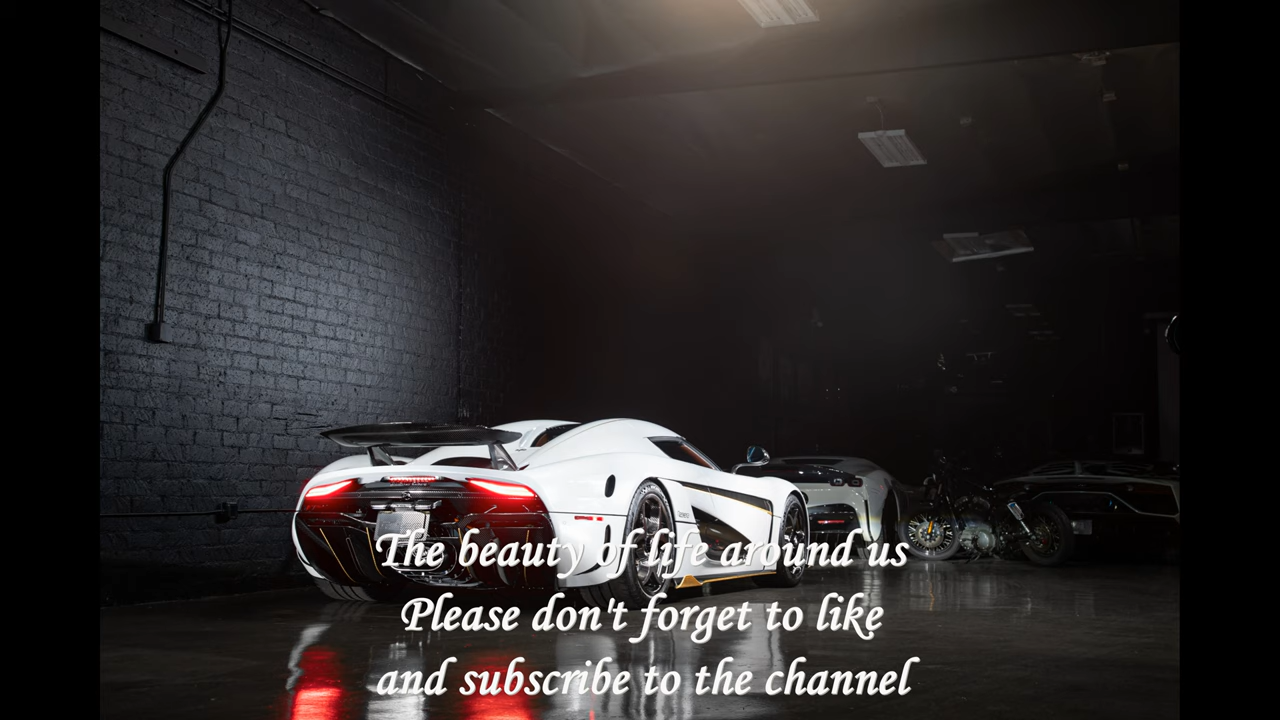 The beauty of life around us
Please don't forget to like
and subscribe to the channel